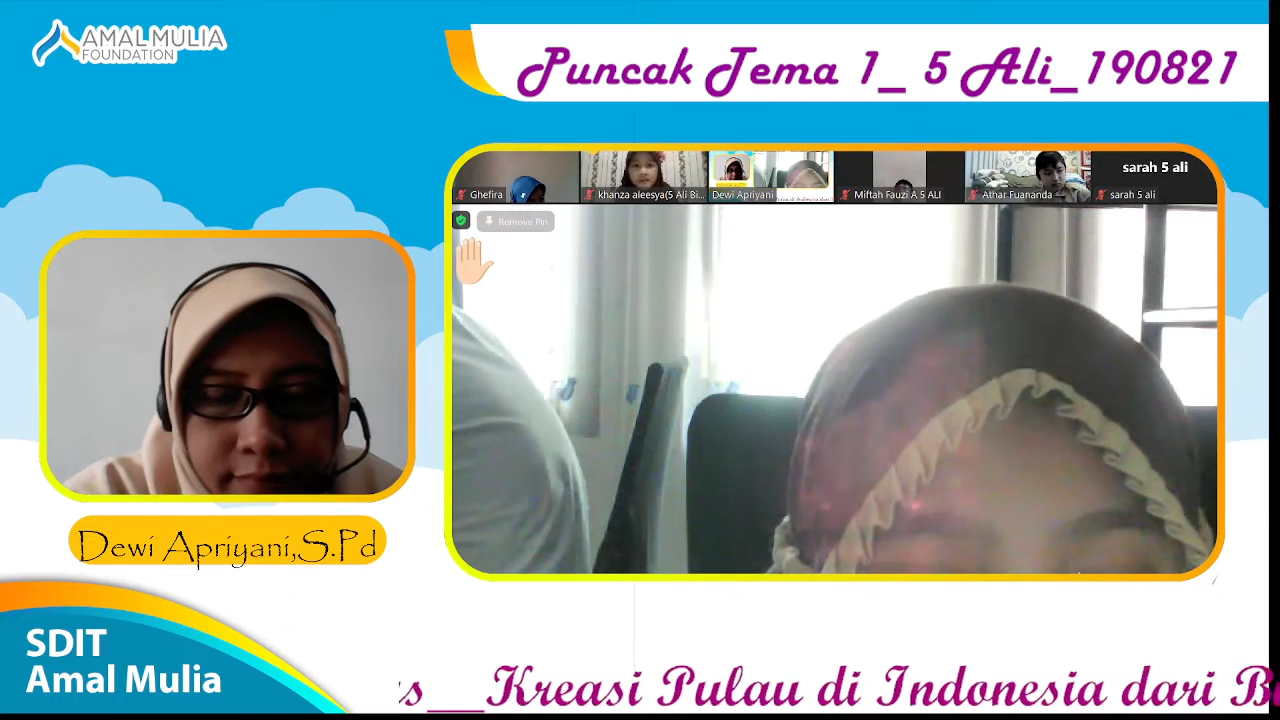 AMAL MULIA
FOUNDATION
Puncak Tema 1_ 5 Ali_190821
Ghefira
khanza aleesya(5 Ali Bi...
Dewi Apriyani
Miftah Fauzi A 5 ALI
Athar Fuananda
sarah 5 ali
sarah 5 ali
Remove Pin
Dewi Apriyani,S.Pd
SDIT
Amal Mulia
Kreasi Pulau di Indonesia dari